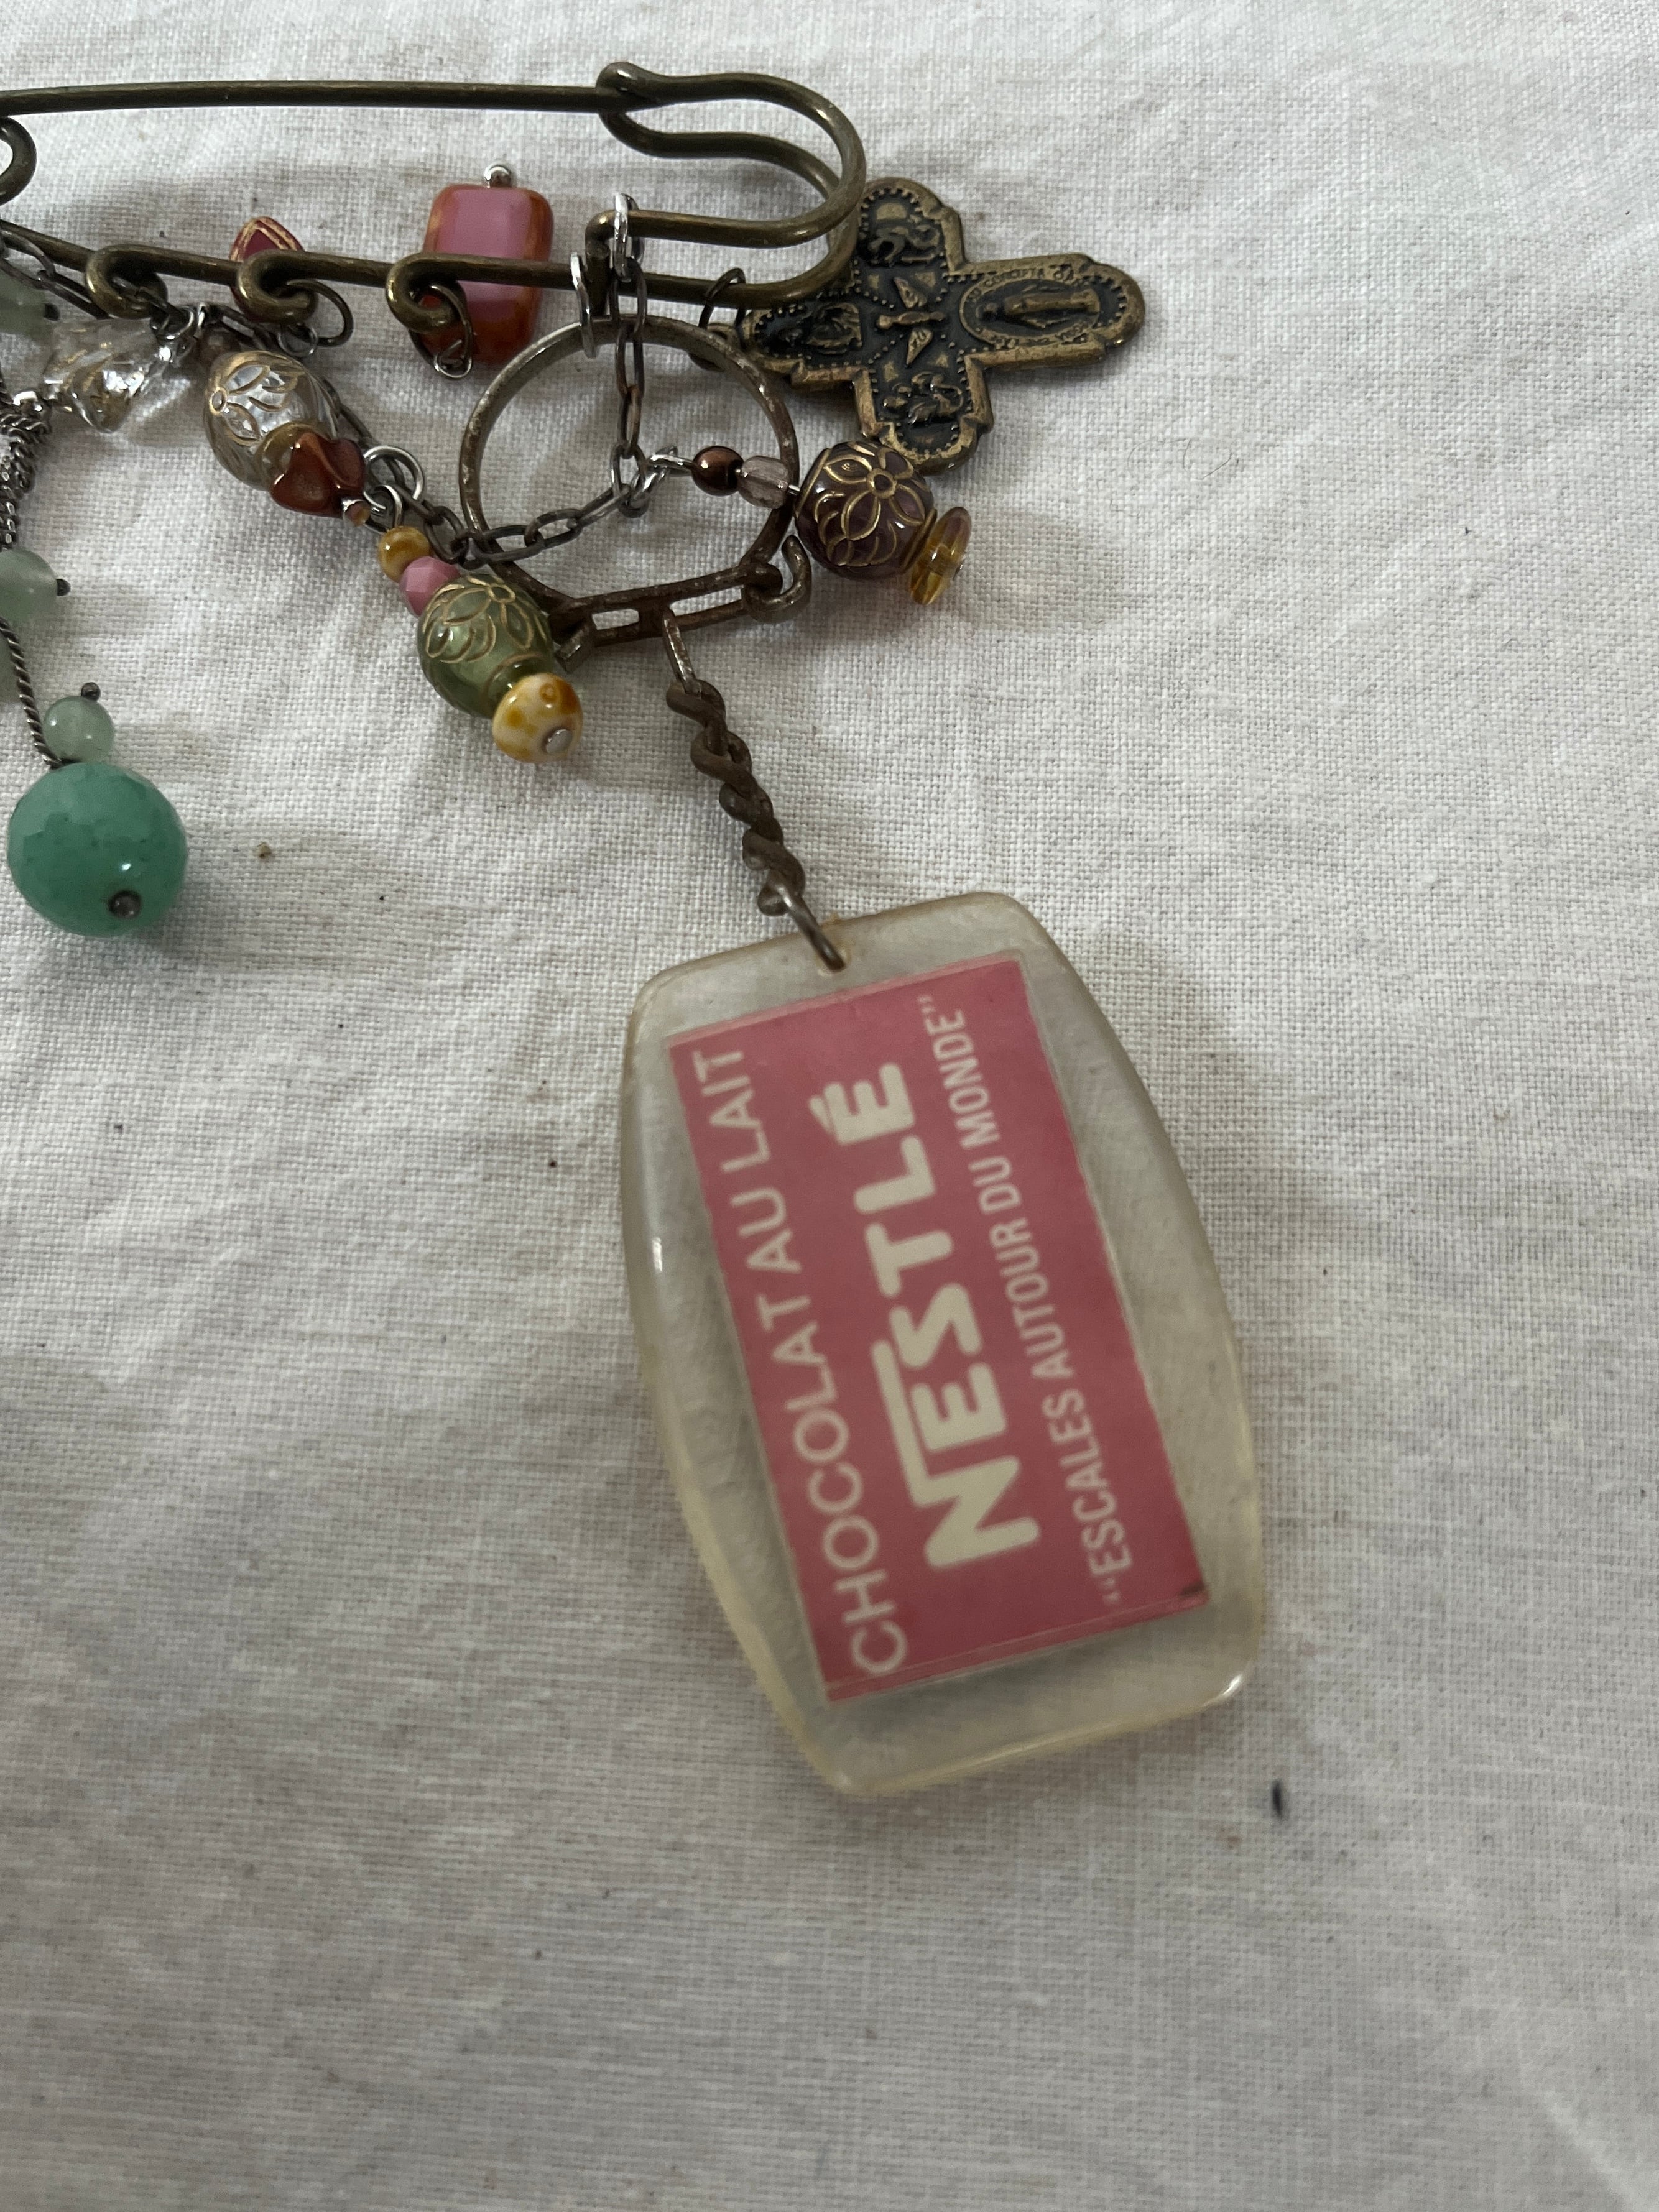 CHOCOLAT AU LAIT
NESTLÉ
"ESCALES AUTOUR DU MONDE"